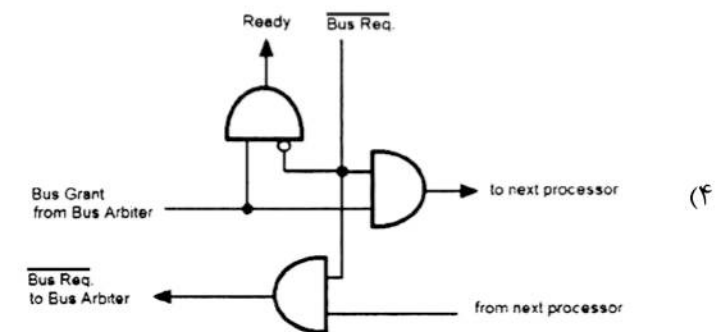 Ready
Bus Req.
Bus Grant
from Bus Arbiter
to next processor
(۴
Bus Req.
to Bus Arbiter
from next processor